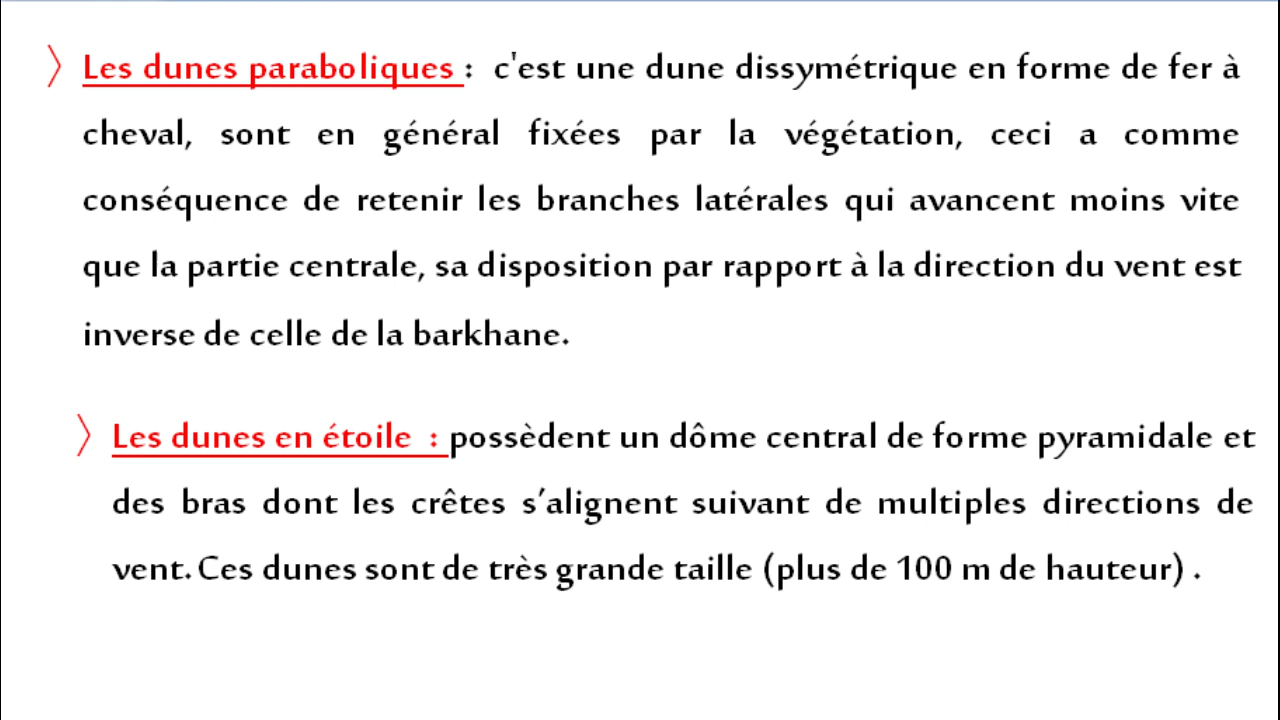 Les dunes paraboliques : c'est une dune dissymétrique en forme de fer à
cheval, sont en général fixées par la végétation, ceci a comme
conséquence de retenir les branches latérales qui avancent moins vite
que la partie centrale, sa disposition par rapport à la direction du vent est
inverse de celle de la barkhane.
Les dunes en étoile : possèdent un dôme central de forme pyramidale et
des bras dont les crêtes s’alignent suivant de multiples directions de
vent. Ces dunes sont de très grande taille (plus de 100 m de hauteur) .